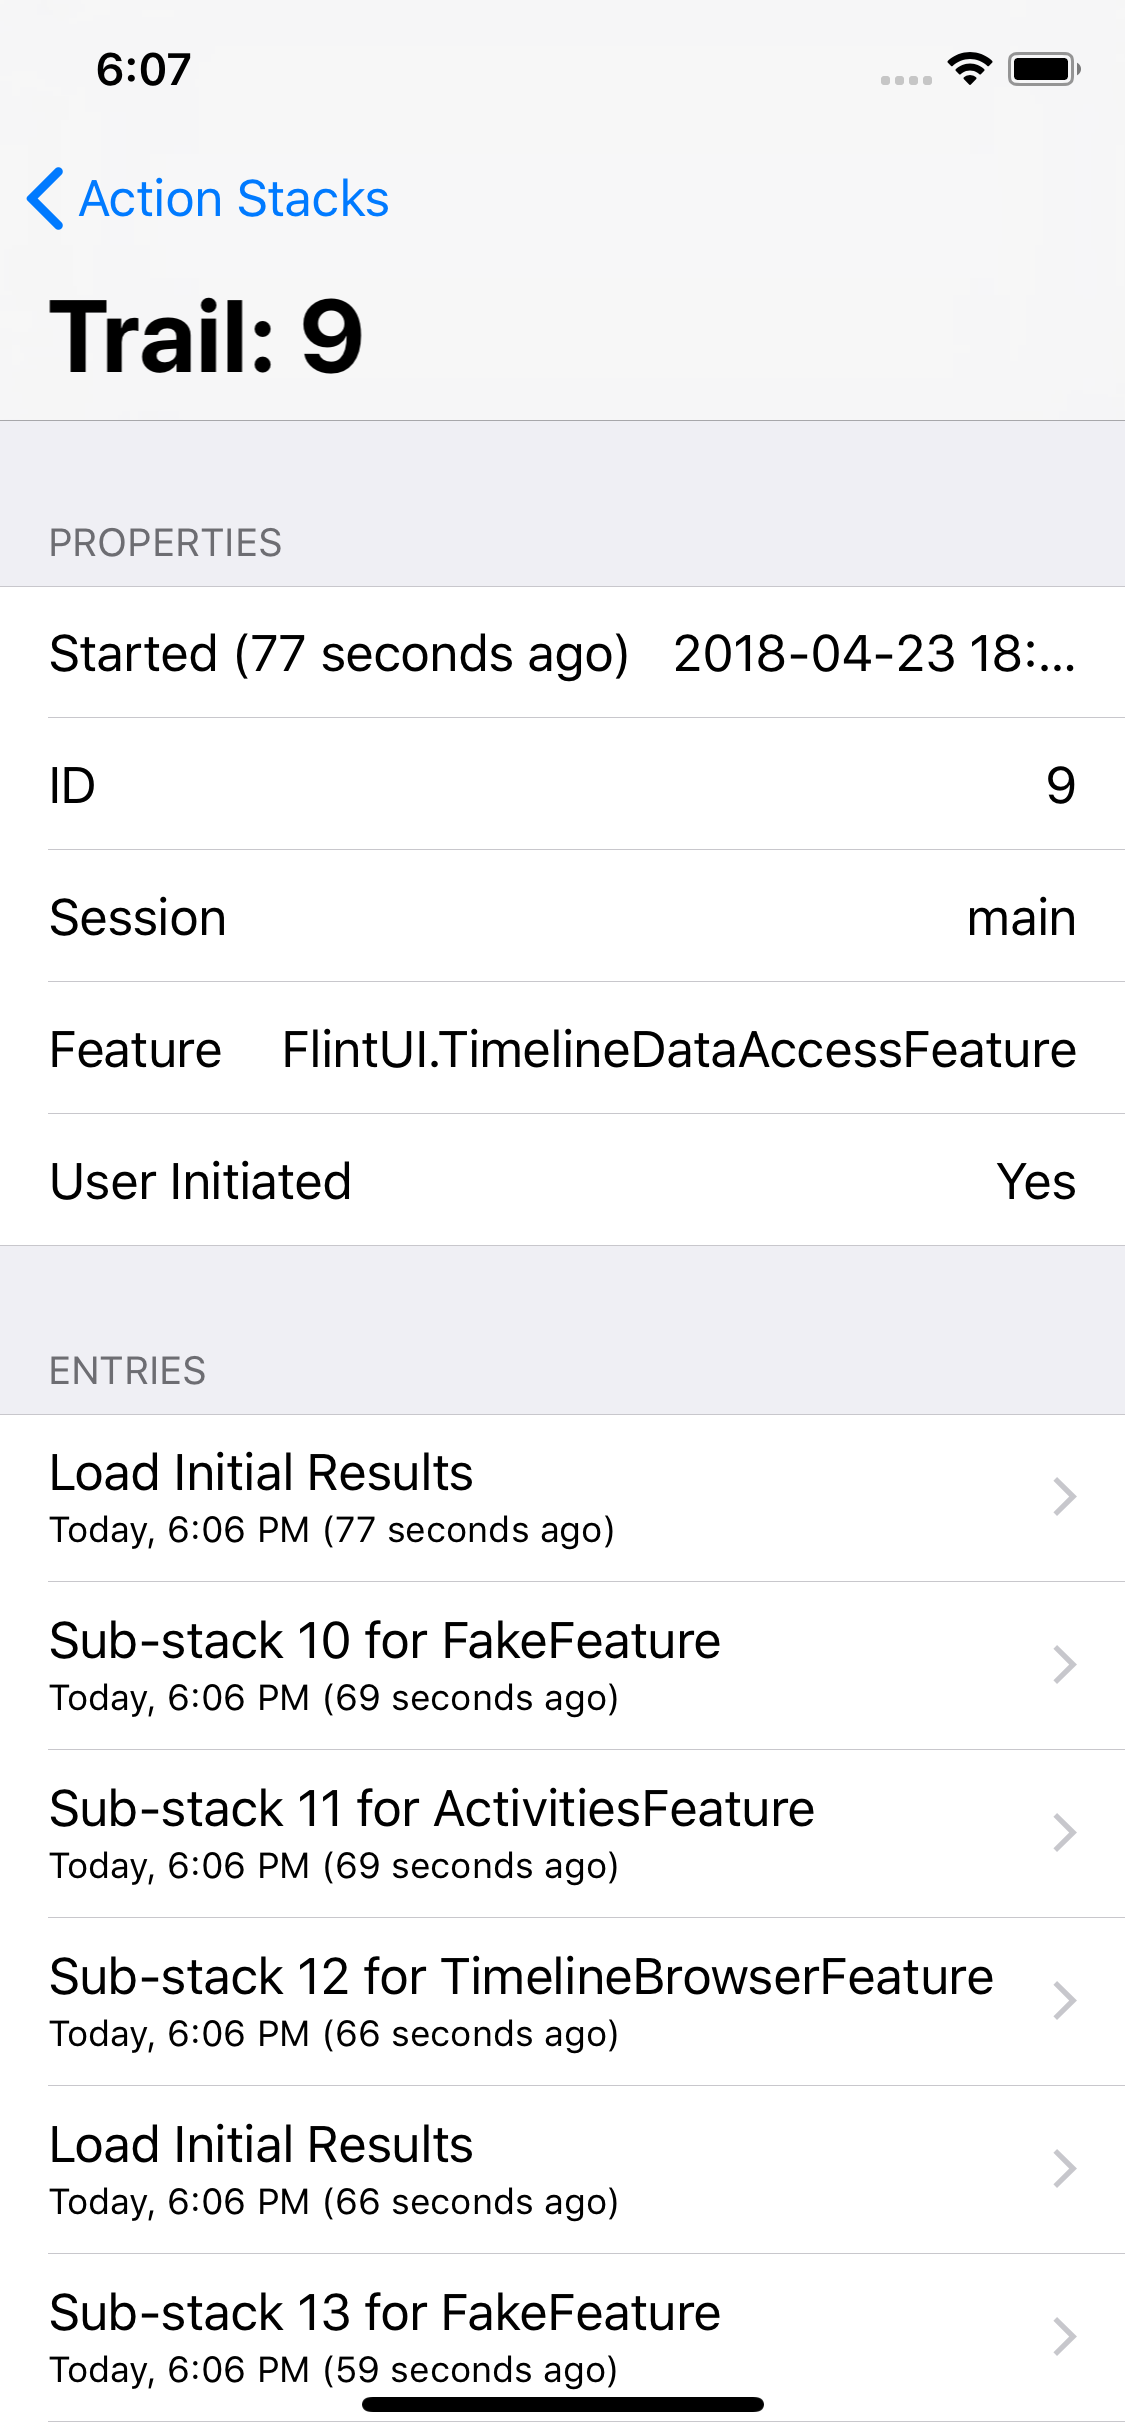 6:07
Action Stacks
Trail: 9
PROPERTIES
Started (77 seconds ago) 2018-04-23 18:...
ID 9
Session main
Feature FlintUI.TimelineDataAccessFeature
User Initiated Yes
ENTRIES
Load Initial Results
Today, 6:06 PM (77 seconds ago)
Sub-stack 10 for FakeFeature
Today, 6:06 PM (69 seconds ago)
Sub-stack 11 for ActivitiesFeature
Today, 6:06 PM (69 seconds ago)
Sub-stack 12 for TimelineBrowserFeature
Today, 6:06 PM (66 seconds ago)
Load Initial Results
Today, 6:06 PM (66 seconds ago)
Sub-stack 13 for FakeFeature
Today, 6:06 PM (59 seconds ago)